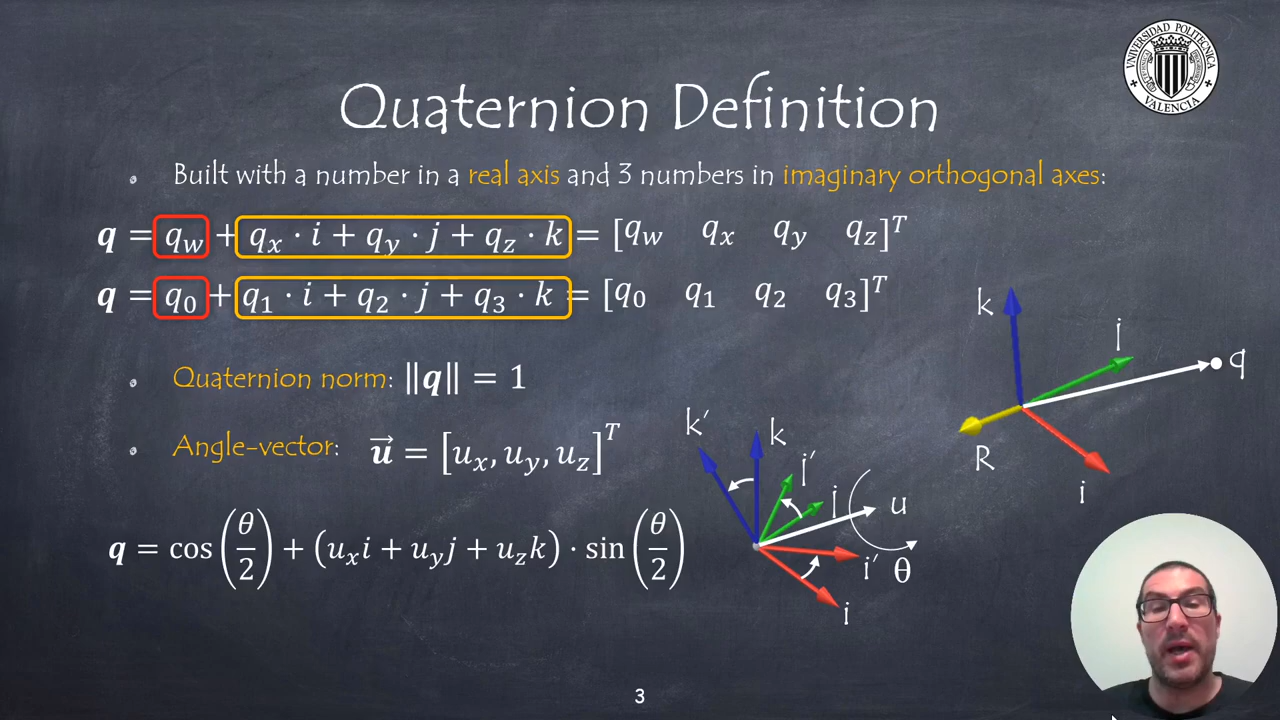 UNIVERSIDAD POLITECNICA
VALENCIA
Quaternion Definition
Built with a number in a real axis and 3 numbers in imaginary orthogonal axes:
q = q_w + q_x · i + q_y · j + q_z · k = [q_w q_x q_y q_z]^T
q = q_0 + q_1 · i + q_2 · j + q_3 · k = [q_0 q_1 q_2 q_3]^T
k
j
q
R
i
Quaternion norm: ‖q‖ = 1
Angle-vector: u⃗ = [u_x, u_y, u_z]^T
k′
k
j′
j
u
i′
θ
i
q = cos(θ/2) + (u_x i + u_y j + u_z k) · sin(θ/2)
3